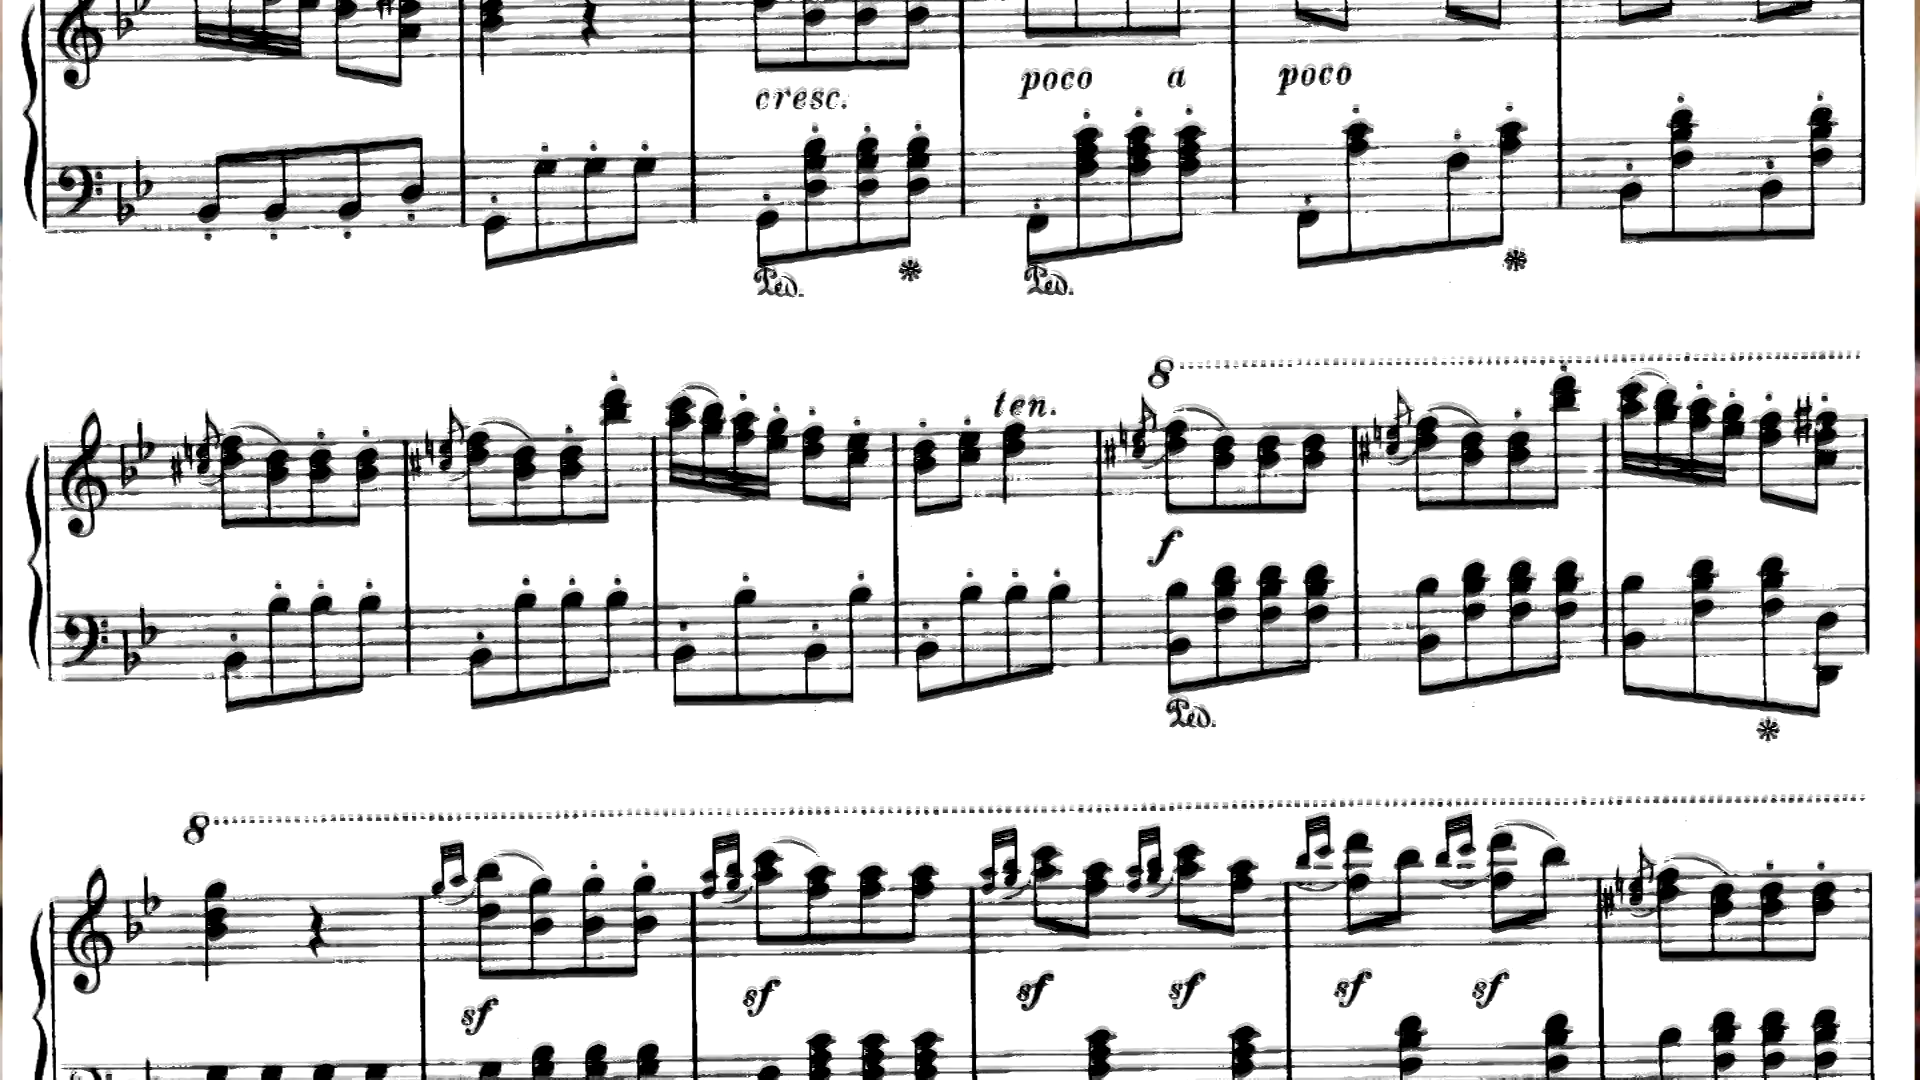 poco a poco
cresc.
Ped. Ped.
8
ten.
f
Ped.
8
sf sf sf sf sf sf